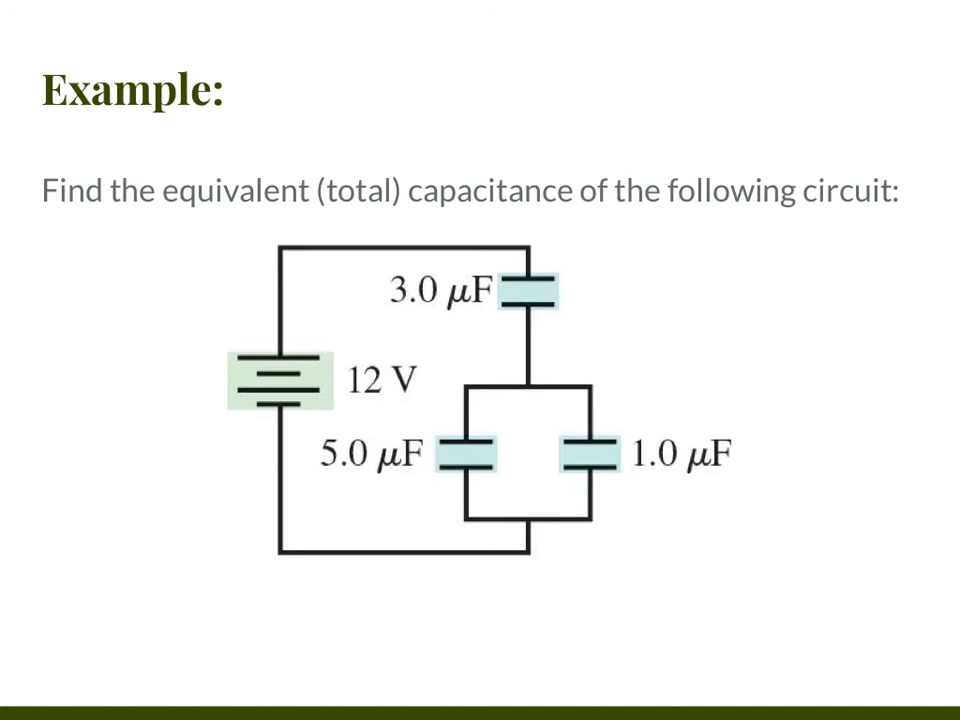 Example:
Find the equivalent (total) capacitance of the following circuit:
3.0 μF
12 V
5.0 μF
1.0 μF